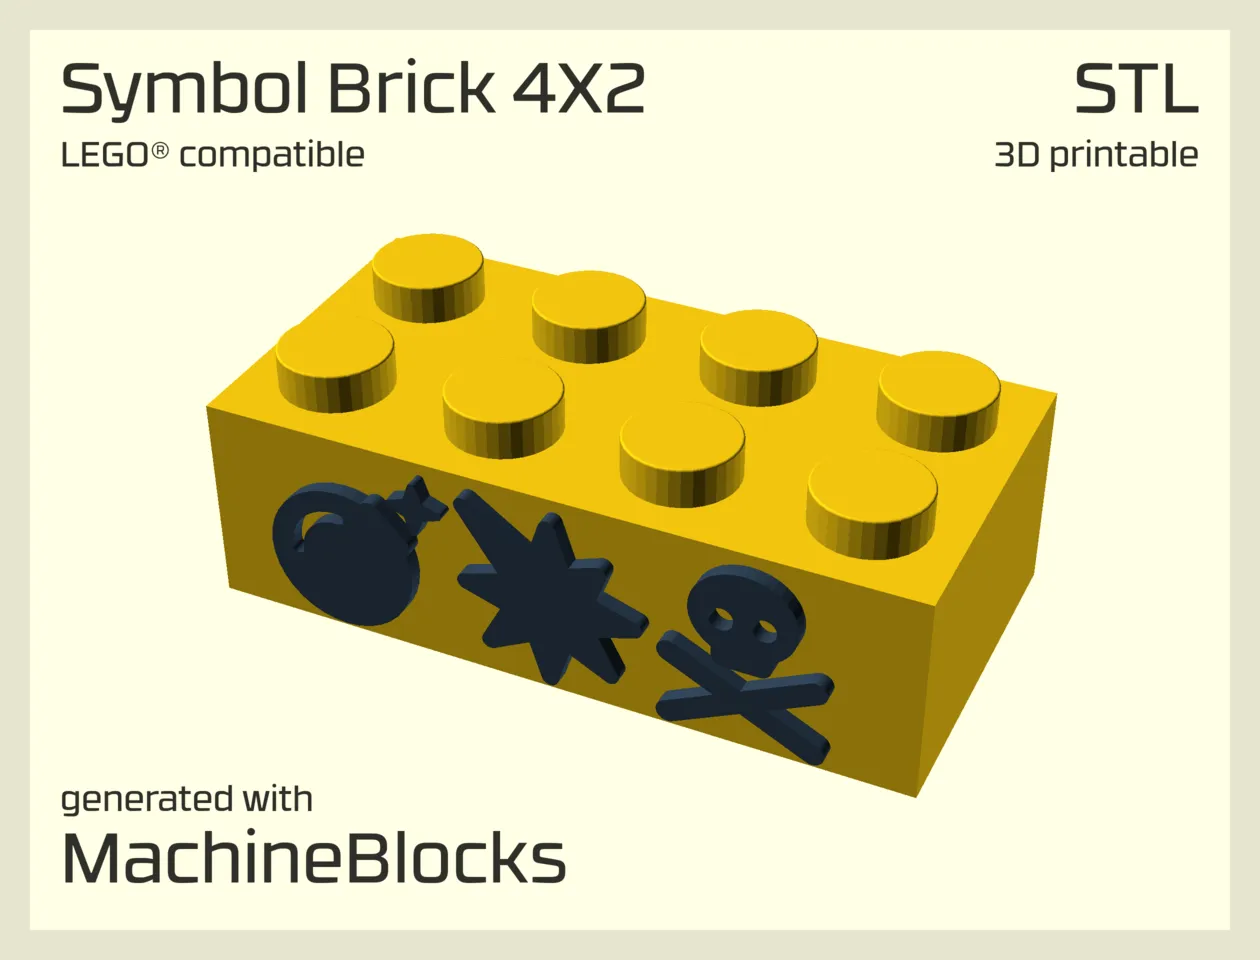 Symbol Brick 4X2
LEGO® compatible
STL
3D printable
generated with
MachineBlocks